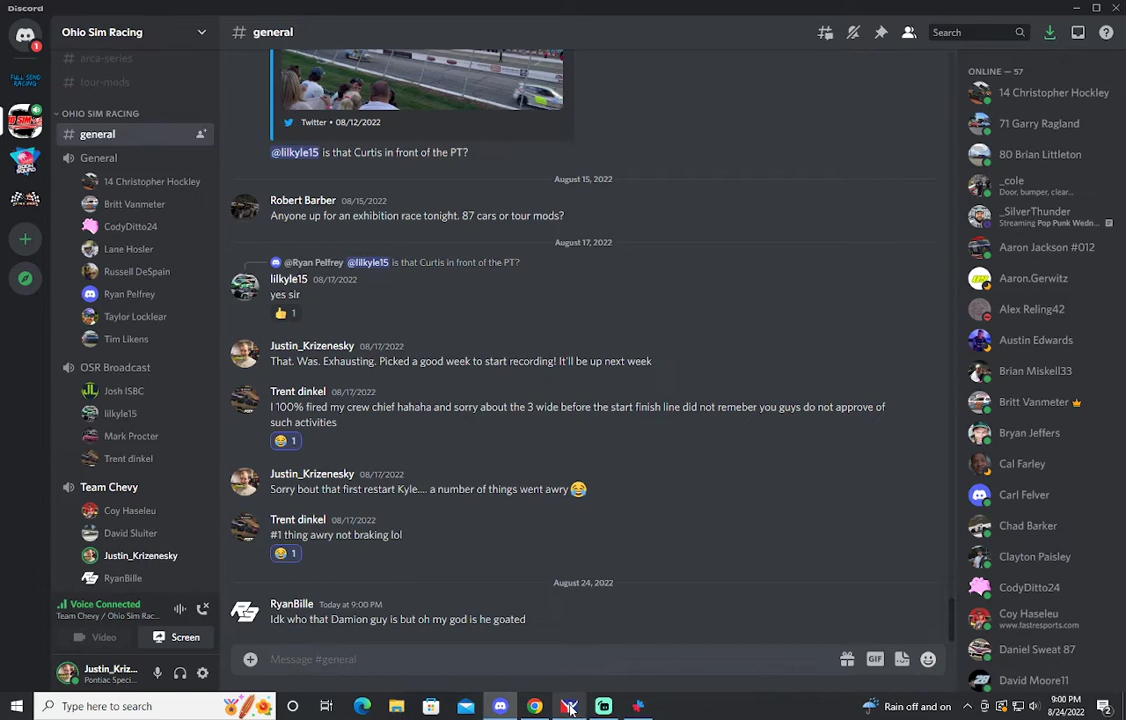 Discord
Ohio Sim Racing
general
Search
1
FULL SEND
RACING
arca-series
tour-mods
OHIO SIM RACING
general
General
14 Christopher Hockley
Britt Vanmeter
CodyDitto24
Lane Hosler
Russell DeSpain
Ryan Pelfrey
Taylor Locklear
Tim Likens
OSR Broadcast
Josh ISBC
lilkyle15
Mark Procter
Trent dinkel
Team Chevy
Coy Haseleu
David Sluiter
Justin_Krizenesky
RyanBille
Voice Connected
Team Chevy / Ohio Sim Rac...
Video
Screen
Justin_Kriz...
Pontiac Speci...
Twitter • 08/12/2022
@lilkyle15 is that Curtis in front of the PT?
August 15, 2022
Robert Barber 08/15/2022
Anyone up for an exhibition race tonight. 87 cars or tour mods?
August 17, 2022
@Ryan Pelfrey @lilkyle15 is that Curtis in front of the PT?
lilkyle15 08/17/2022
yes sir
1
Justin_Krizenesky 08/17/2022
That. Was. Exhausting. Picked a good week to start recording! It'll be up next week
Trent dinkel 08/17/2022
I 100% fired my crew chief hahaha and sorry about the 3 wide before the start finish line did not remeber you guys do not approve of
such activities
1
Justin_Krizenesky 08/17/2022
Sorry bout that first restart Kyle.... a number of things went awry
Trent dinkel 08/17/2022
#1 thing awry not braking lol
1
August 24, 2022
RyanBille Today at 9:00 PM
Idk who that Damion guy is but oh my god is he goated
Message #general
GIF
ONLINE — 57
14 Christopher Hockley
71 Garry Ragland
80 Brian Littleton
_cole
Door, bumper, clear...
_SilverThunder
Streaming Pop Punk Wedn...
Aaron Jackson #012
Aaron.Gerwitz
Alex Reling42
Austin Edwards
Brian Miskell33
Britt Vanmeter
Bryan Jeffers
Cal Farley
Carl Felver
Chad Barker
Clayton Paisley
CodyDitto24
Coy Haseleu
www.fastresports.com
Daniel Sweat 87
David Moore11
Type here to search
Rain to stop
9:00 PM
8/24/2022
2